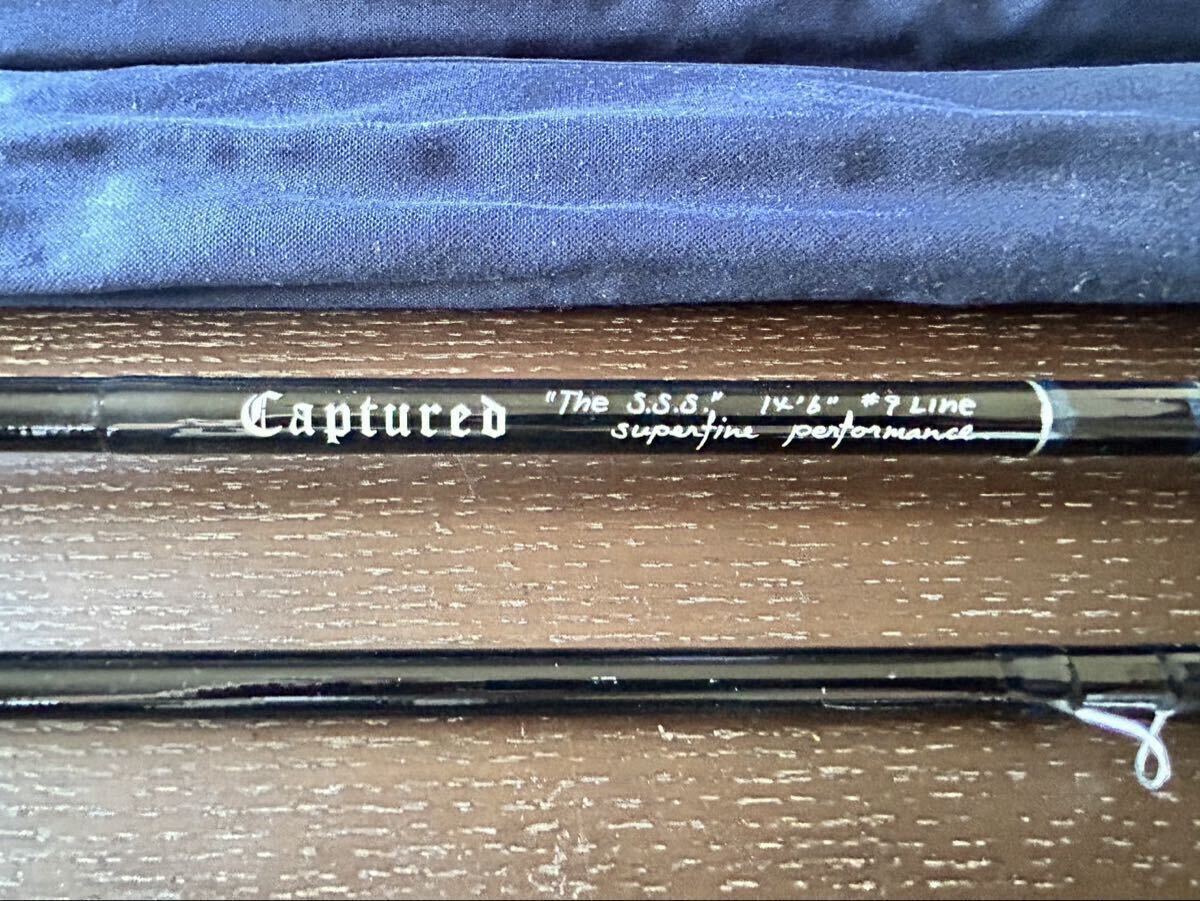 Captured "The S.S.S.," 14'6" #9 Line
superfine performance